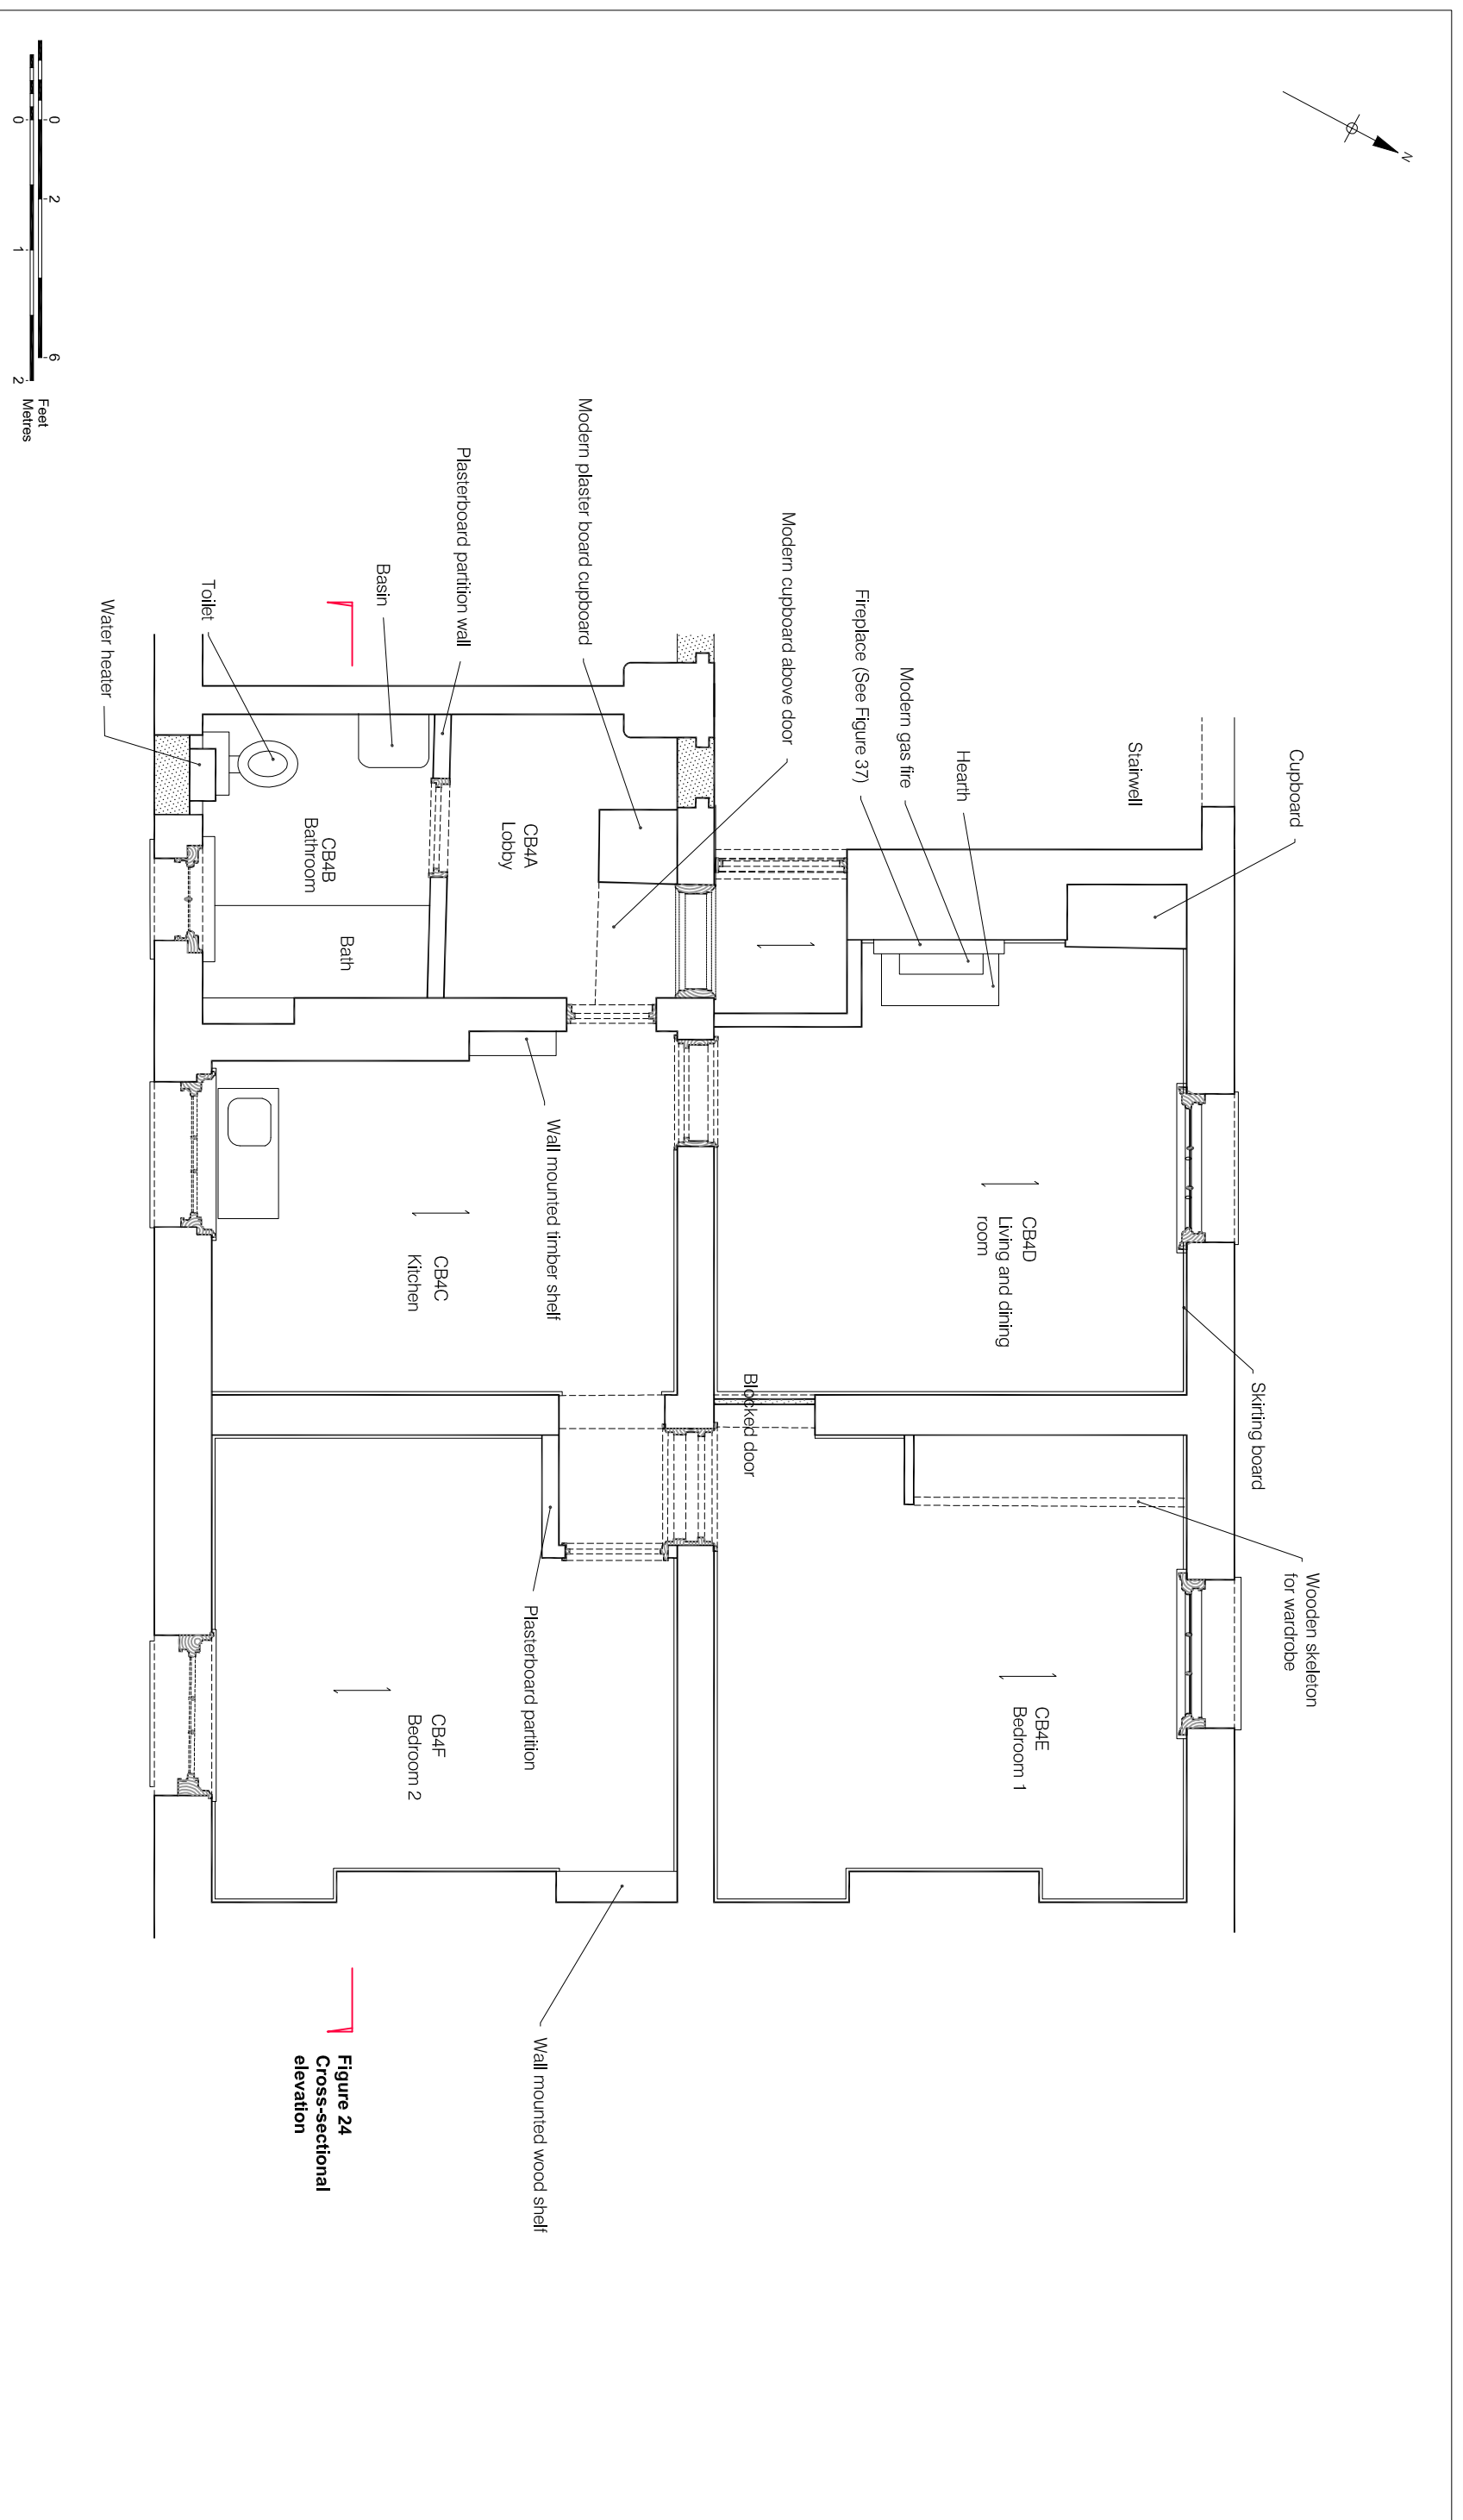 N
Cupboard
Stairwell
Hearth
Modern gas fire
Fireplace (See Figure 37)
Modern cupboard above door
Modern plaster board cupboard
Plasterboard partition wall
Basin
Toilet
Water heater
Skirting board
Wooden skeleton
for wardrobe
CB4D
Living and dining
room
CB4E
Bedroom 1
Blocked door
CB4A
Lobby
CB4B
Bathroom
Bath
Wall mounted timber shelf
CB4C
Kitchen
Plasterboard partition
CB4F
Bedroom 2
Wall mounted wood shelf
Figure 24
Cross-sectional
elevation
0 2 6
Feet
0 1 2
Metres